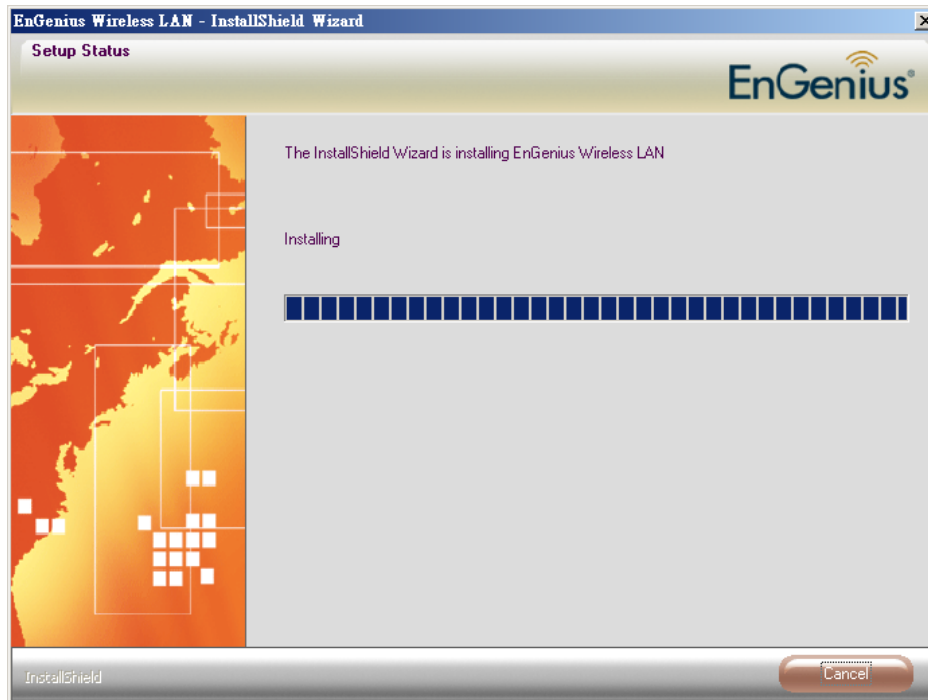 EnGenius Wireless LAN - InstallShield Wizard
Setup Status
EnGenius®
The InstallShield Wizard is installing EnGenius Wireless LAN
Installing
InstallShield
Cancel